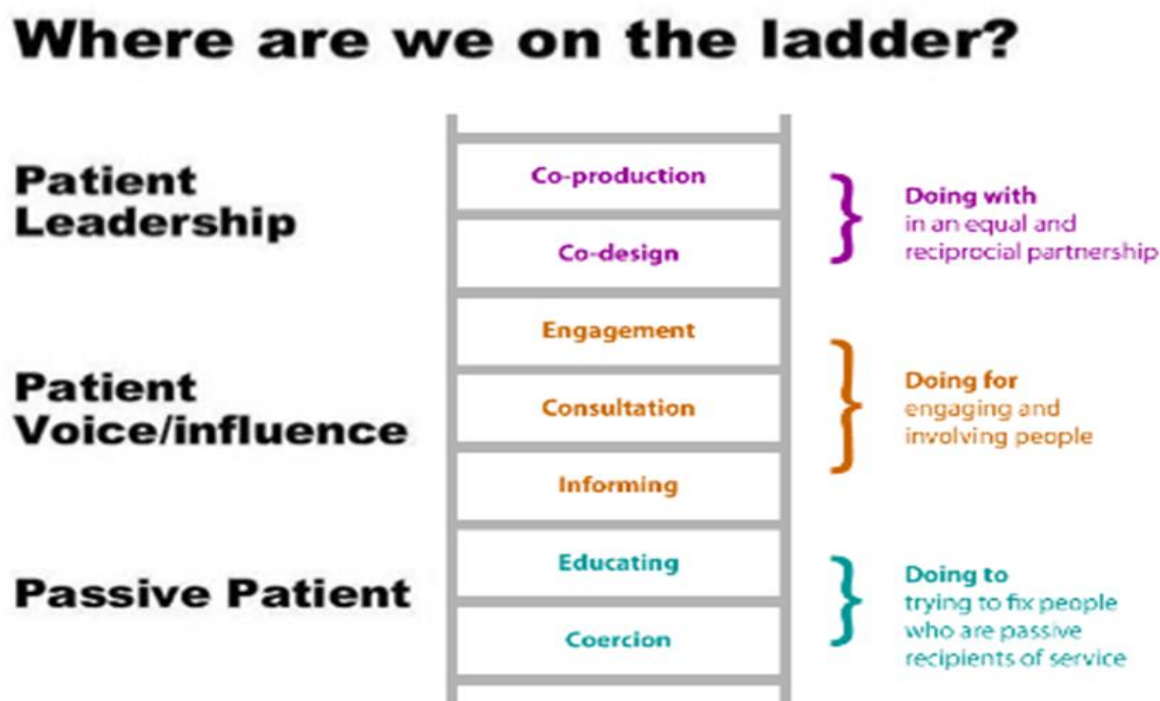 Where are we on the ladder?
Patient
Leadership
Co-production
Co-design
Doing with
in an equal and
reciprocial partnership
Patient
Voice/influence
Engagement
Consultation
Informing
Doing for
engaging and
involving people
Passive Patient
Educating
Coercion
Doing to
trying to fix people
who are passive
recipients of service